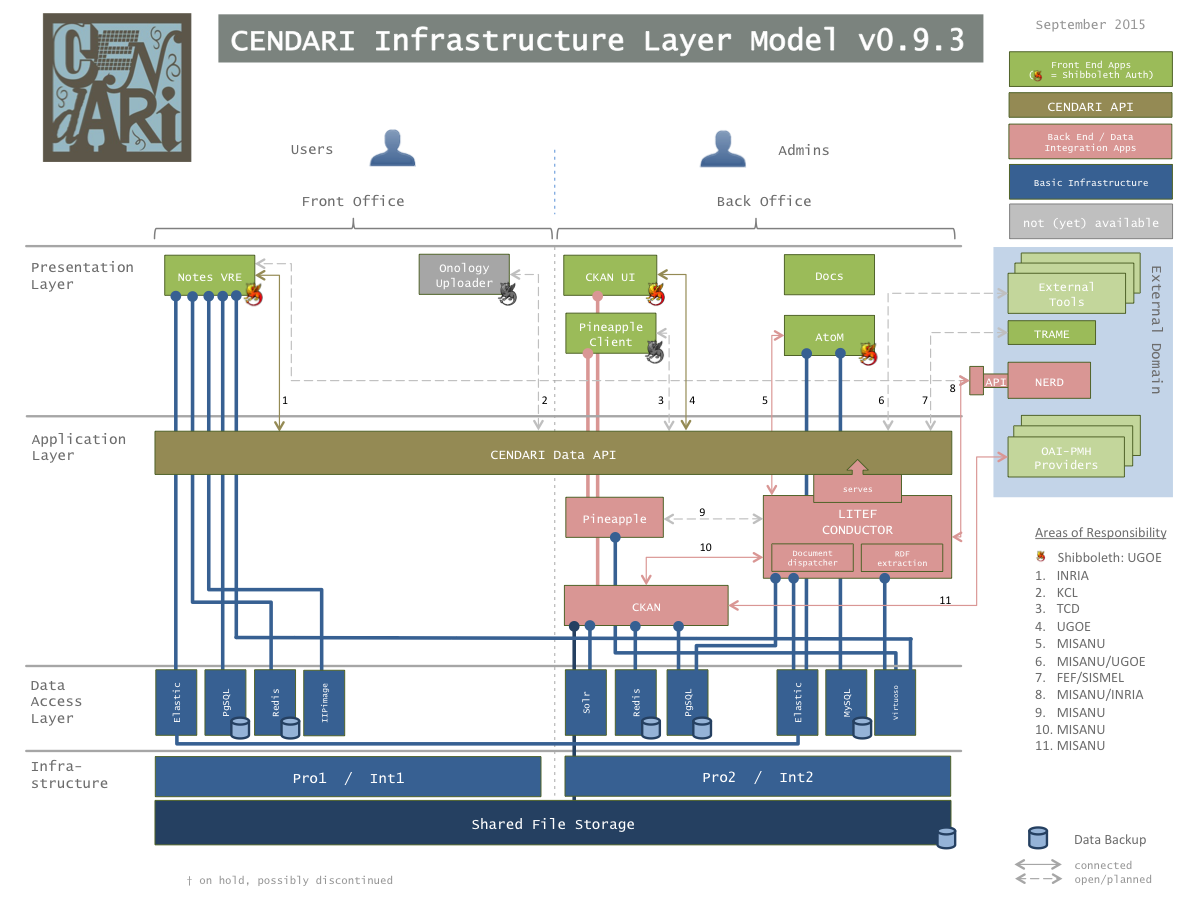 CENDARI
CENDARI Infrastructure Layer Model v0.9.3
September 2015
Front End Apps
( = Shibboleth Auth)
CENDARI API
Back End / Data
Integration Apps
Basic Infrastructure
not (yet) available
Users
Admins
Front Office
Back Office
Presentation
Layer
Notes VRE
Onology
Uploader
CKAN UI
Pineapple
Client
Docs
AtoM
External
Tools
TRAME
API
NERD
OAI-PMH
Providers
External Domain
1
2
3
4
5
6
7
8
Application
Layer
CENDARI Data API
serves
Pineapple
9
LITEF
CONDUCTOR
Document
dispatcher
RDF
extraction
10
CKAN
11
Data
Access
Layer
Elastic
PgSQL
Redis
IIPimage
Solr
Redis
PgSQL
Elastic
MySQL
Virtuoso
Infra-
structure
Pro1 / Int1
Pro2 / Int2
Shared File Storage
Areas of Responsibility
Shibboleth: UGOE
1. INRIA
2. KCL
3. TCD
4. UGOE
5. MISANU
6. MISANU/UGOE
7. FEF/SISMEL
8. MISANU/INRIA
9. MISANU
10. MISANU
11. MISANU
Data Backup
connected
open/planned
† on hold, possibly discontinued